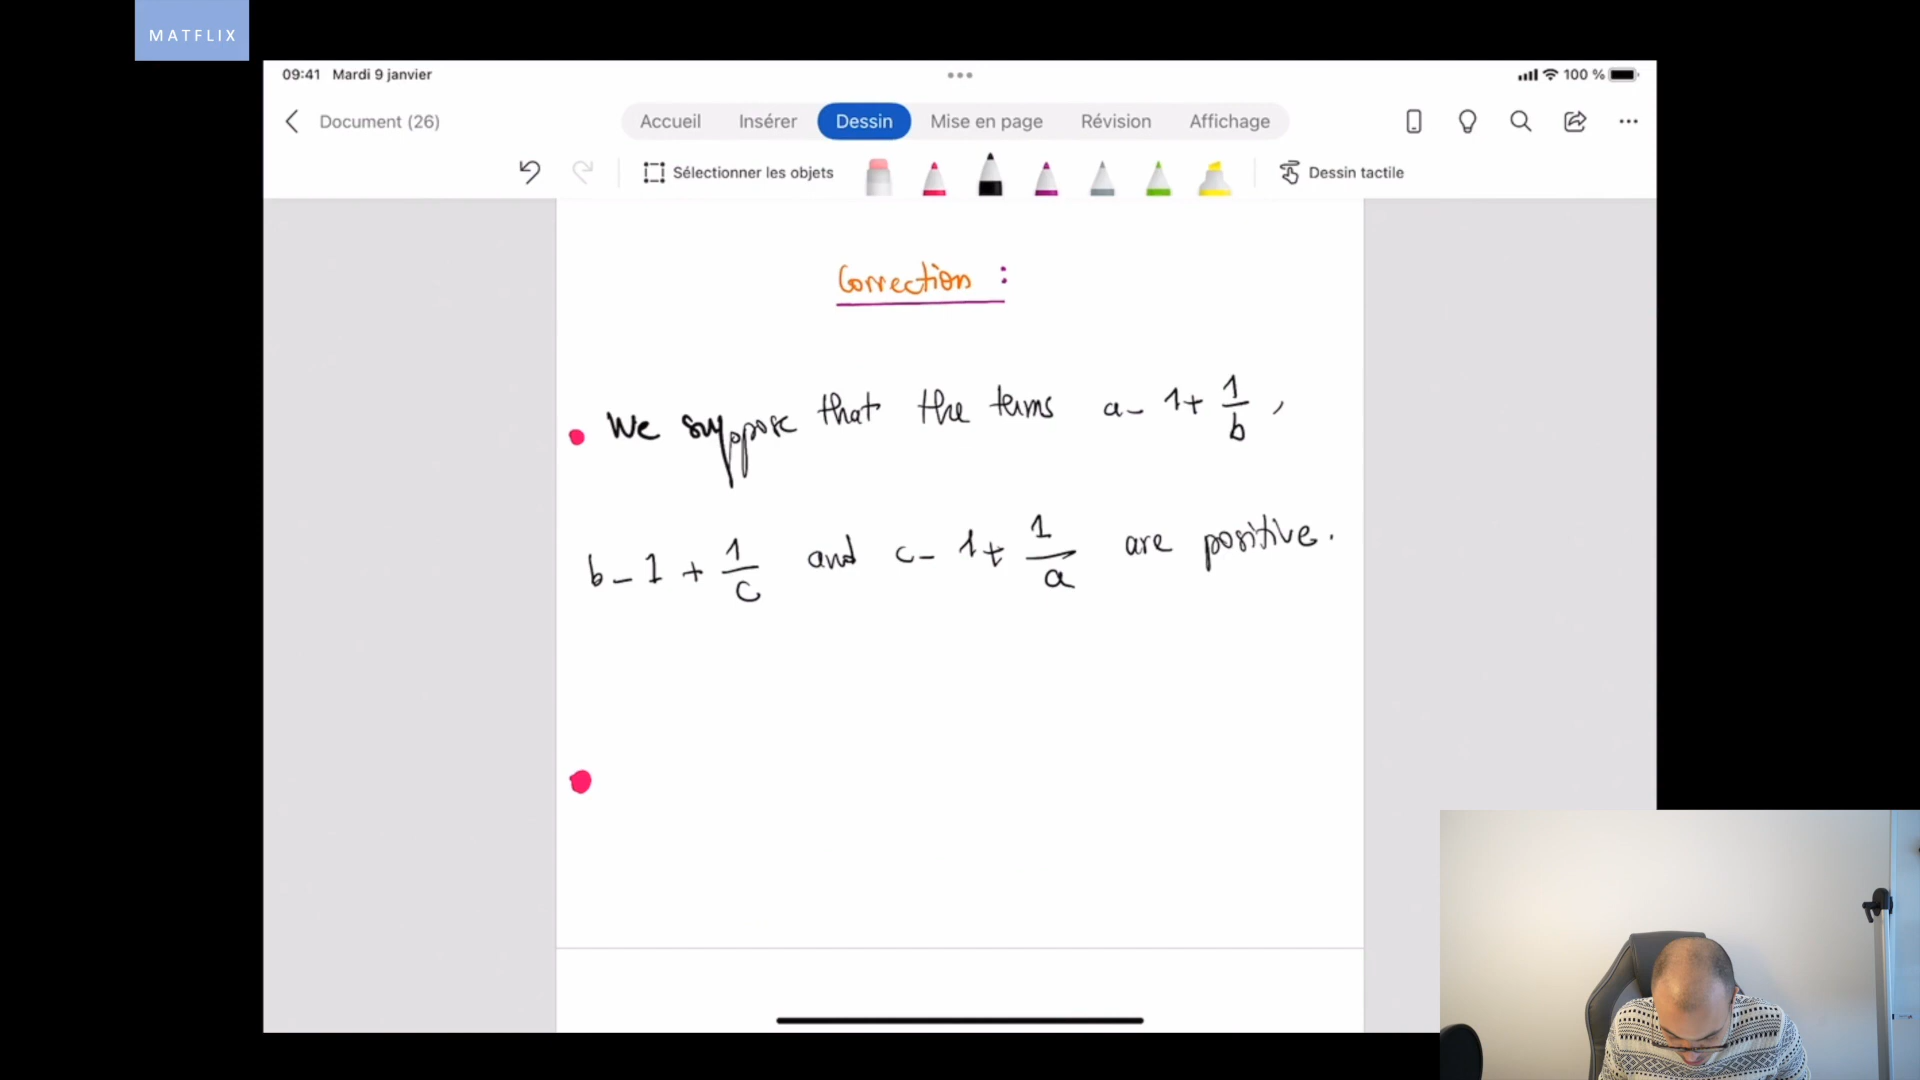 MATFLIX
09:41 Mardi 9 janvier
100 %
Document (26)
Accueil Insérer Dessin Mise en page Révision Affichage
Sélectionner les objets
Dessin tactile
Correction :
We suppose that the terms a - 1 + 1/b ,
b - 1 + 1/c and c - 1 + 1/a are positive.